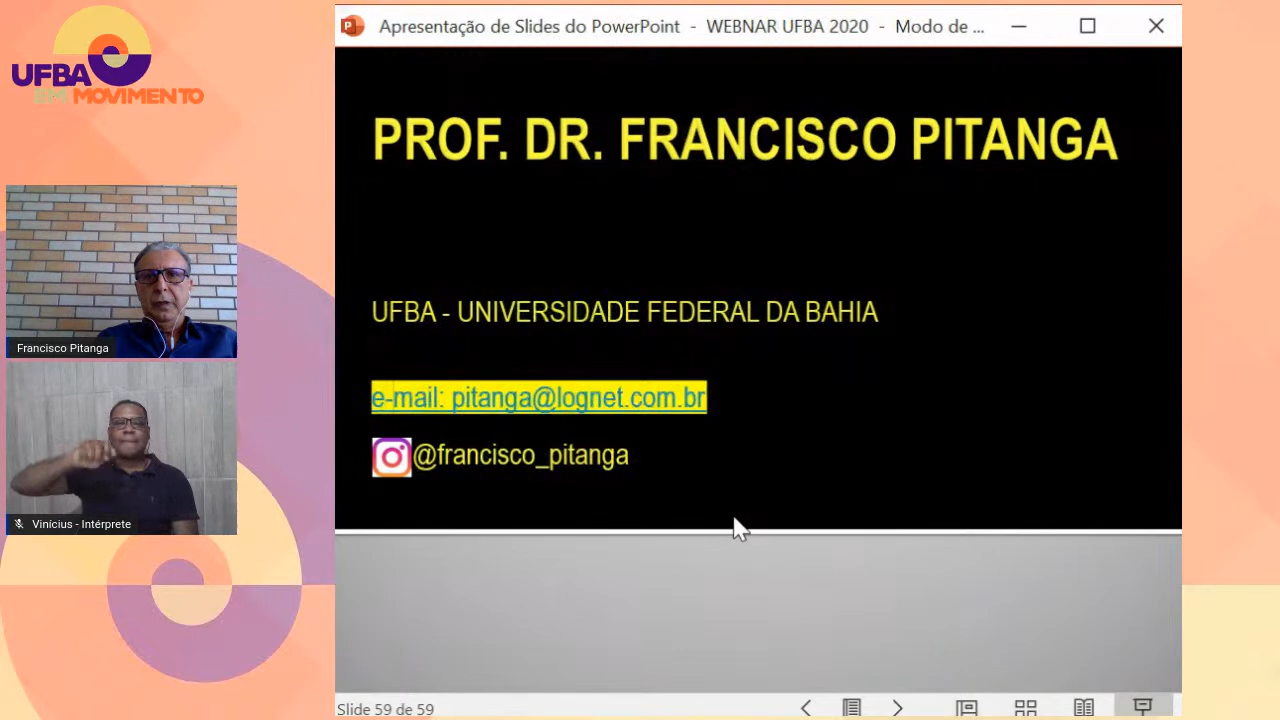 UFBA
EM MOVIMENTO
Apresentação de Slides do PowerPoint - WEBNAR UFBA 2020 - Modo de ...
PROF. DR. FRANCISCO PITANGA
UFBA - UNIVERSIDADE FEDERAL DA BAHIA
e-mail: pitanga@lognet.com.br
@francisco_pitanga
Francisco Pitanga
Vinícius - Intérprete
Slide 59 de 59